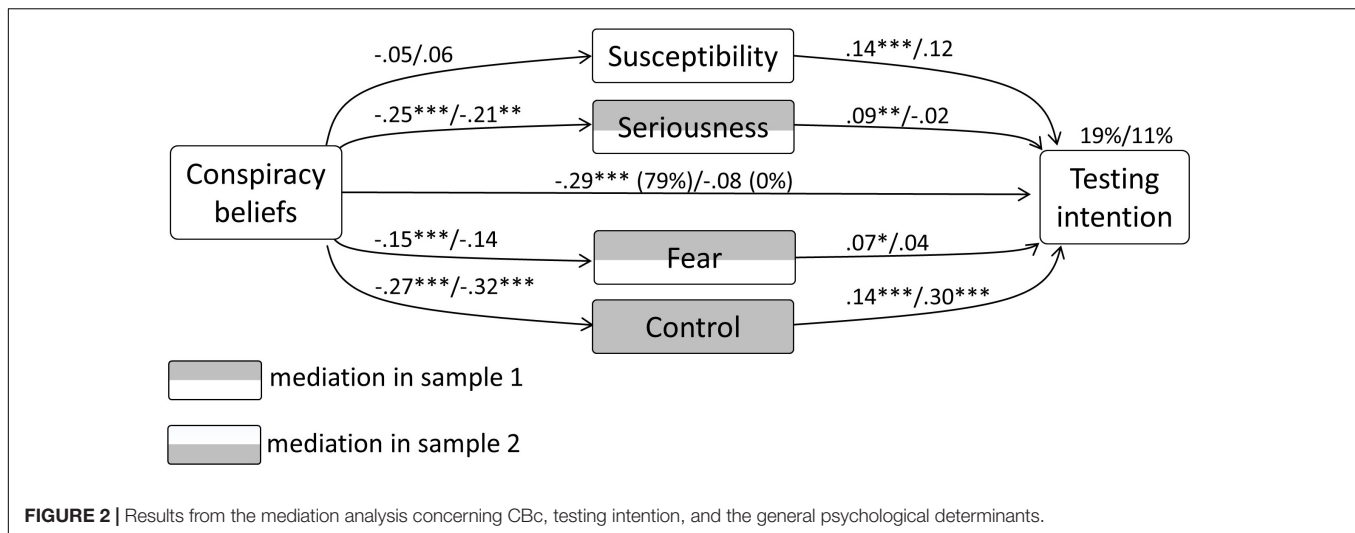 -.05/.06
Susceptibility
.14***/.12
-.25***/-.21**
Seriousness
.09**/-.02
19%/11%
Conspiracy
beliefs
-.29*** (79%)/-.08 (0%)
Testing
intention
-.15***/-.14
Fear
.07*/.04
-.27***/-.32***
Control
.14***/.30***
mediation in sample 1
mediation in sample 2
FIGURE 2 | Results from the mediation analysis concerning CBc, testing intention, and the general psychological determinants.